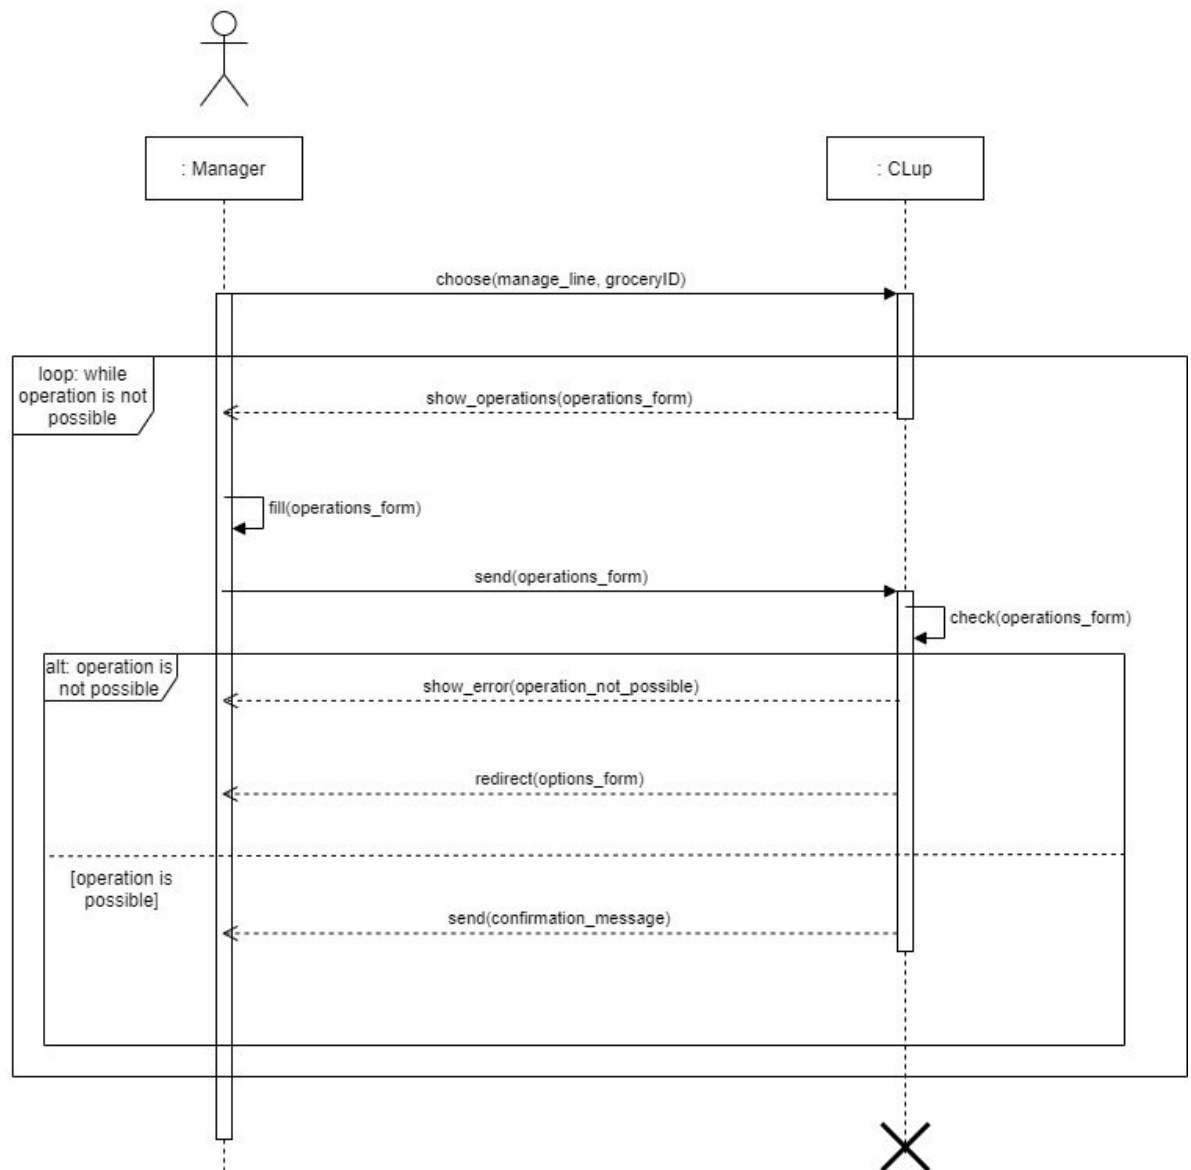 : Manager
: CLup
choose(manage_line, groceryID)
loop: while
operation is not
possible
show_operations(operations_form)
fill(operations_form)
send(operations_form)
check(operations_form)
alt: operation is
not possible
show_error(operation_not_possible)
redirect(options_form)
[operation is
possible]
send(confirmation_message)